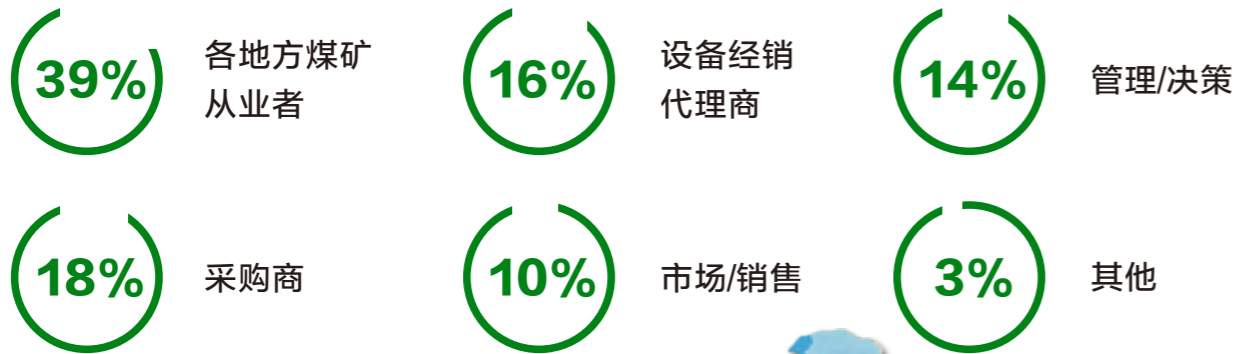 39%
各地方煤矿
从业者
16%
设备经销
代理商
14%
管理/决策
18%
采购商
10%
市场/销售
3%
其他